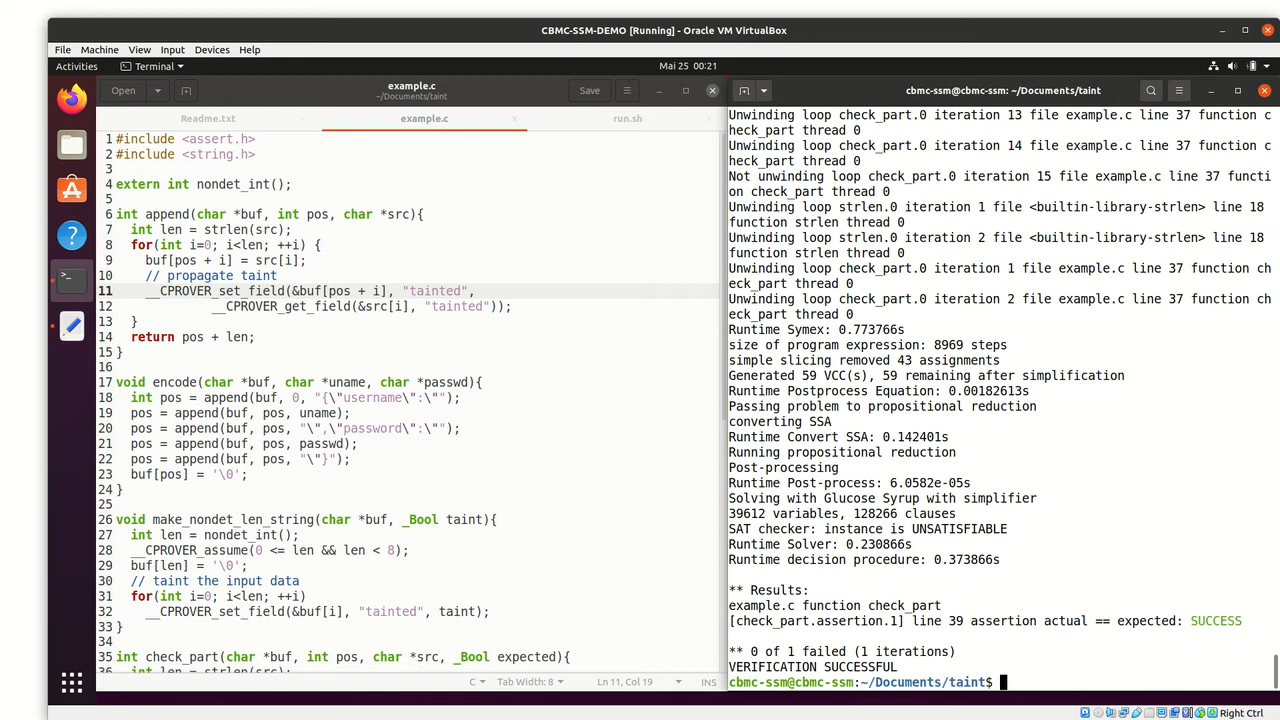 CBMC-SSM-DEMO [Running] - Oracle VM VirtualBox
File Machine View Input Devices Help
Activities Terminal Mai 25 00:21
Open example.c Save
~/Documents/taint
Readme.txt example.c run.sh
1 #include <assert.h>
2 #include <string.h>
3
4 extern int nondet_int();
5
6 int append(char *buf, int pos, char *src){
7   int len = strlen(src);
8   for(int i=0; i<len; ++i) {
9     buf[pos + i] = src[i];
10     // propagate taint
11     __CPROVER_set_field(&buf[pos + i], "tainted",
12              __CPROVER_get_field(&src[i], "tainted"));
13   }
14   return pos + len;
15 }
16
17 void encode(char *buf, char *uname, char *passwd){
18   int pos = append(buf, 0, "{\"username\":\"");
19   pos = append(buf, pos, uname);
20   pos = append(buf, pos, "\",\"password\":\"");
21   pos = append(buf, pos, passwd);
22   pos = append(buf, pos, "\"}");
23   buf[pos] = '\0';
24 }
25
26 void make_nondet_len_string(char *buf, _Bool taint){
27   int len = nondet_int();
28   __CPROVER_assume(0 <= len && len < 8);
29   buf[len] = '\0';
30   // taint the input data
31   for(int i=0; i<len; ++i)
32     __CPROVER_set_field(&buf[i], "tainted", taint);
33 }
34
35 int check_part(char *buf, int pos, char *src, _Bool expected){
36   int len = strlen(src);
C Tab Width: 8 Ln 11, Col 19 INS
cbmc-ssm@cbmc-ssm: ~/Documents/taint
Unwinding loop check_part.0 iteration 13 file example.c line 37 function c
heck_part thread 0
Unwinding loop check_part.0 iteration 14 file example.c line 37 function c
heck_part thread 0
Not unwinding loop check_part.0 iteration 15 file example.c line 37 functi
on check_part thread 0
Unwinding loop strlen.0 iteration 1 file <builtin-library-strlen> line 18
function strlen thread 0
Unwinding loop strlen.0 iteration 2 file <builtin-library-strlen> line 18
function strlen thread 0
Unwinding loop check_part.0 iteration 1 file example.c line 37 function ch
eck_part thread 0
Unwinding loop check_part.0 iteration 2 file example.c line 37 function ch
eck_part thread 0
Runtime Symex: 0.773766s
size of program expression: 8969 steps
simple slicing removed 43 assignments
Generated 59 VCC(s), 59 remaining after simplification
Runtime Postprocess Equation: 0.00182613s
Passing problem to propositional reduction
converting SSA
Runtime Convert SSA: 0.142401s
Running propositional reduction
Post-processing
Runtime Post-process: 6.0582e-05s
Solving with Glucose Syrup with simplifier
39612 variables, 128266 clauses
SAT checker: instance is UNSATISFIABLE
Runtime Solver: 0.230866s
Runtime decision procedure: 0.373866s

** Results:
example.c function check_part
[check_part.assertion.1] line 39 assertion actual == expected: SUCCESS

** 0 of 1 failed (1 iterations)
VERIFICATION SUCCESSFUL
cbmc-ssm@cbmc-ssm:~/Documents/taint$
Right Ctrl